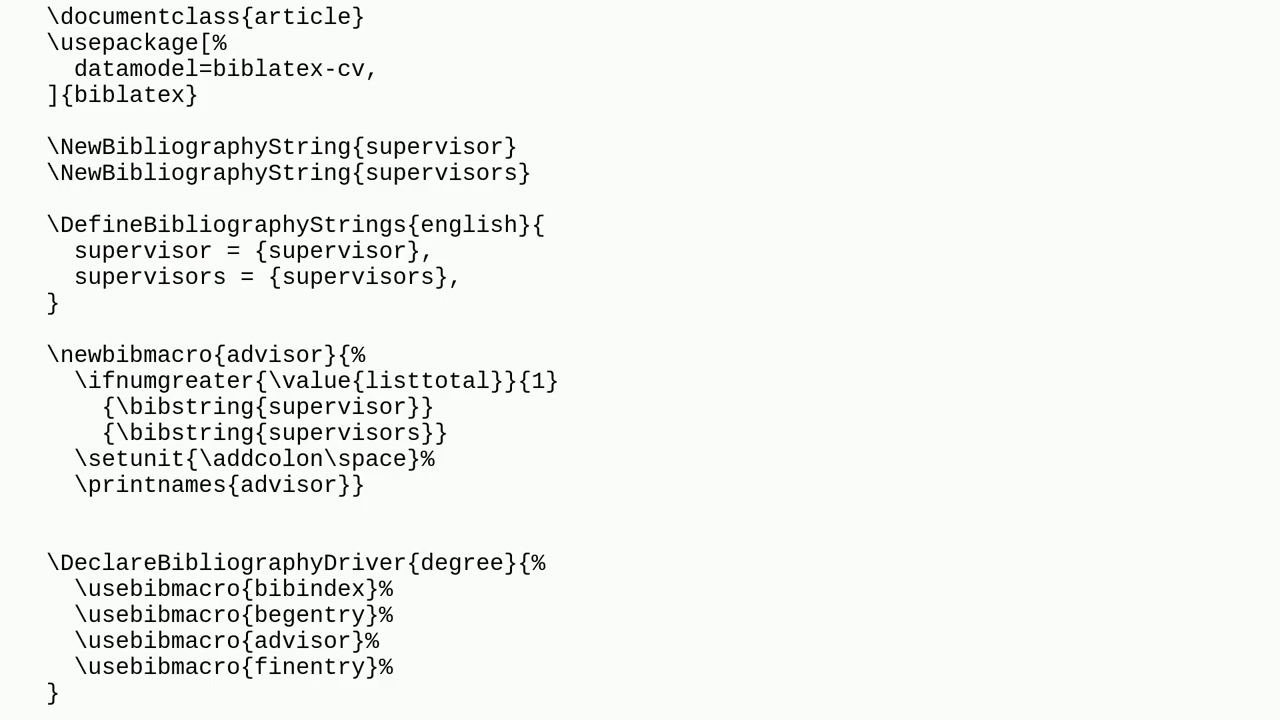 \documentclass{article}
\usepackage[%
  datamodel=biblatex-cv,
]{biblatex}

\NewBibliographyString{supervisor}
\NewBibliographyString{supervisors}

\DefineBibliographyStrings{english}{
  supervisor = {supervisor},
  supervisors = {supervisors},
}

\newbibmacro{advisor}{%
  \ifnumgreater{\value{listtotal}}{1}
    {\bibstring{supervisor}}
    {\bibstring{supervisors}}
  \setunit{\addcolon\space}%
  \printnames{advisor}}


\DeclareBibliographyDriver{degree}{%
  \usebibmacro{bibindex}%
  \usebibmacro{begentry}%
  \usebibmacro{advisor}%
  \usebibmacro{finentry}%
}